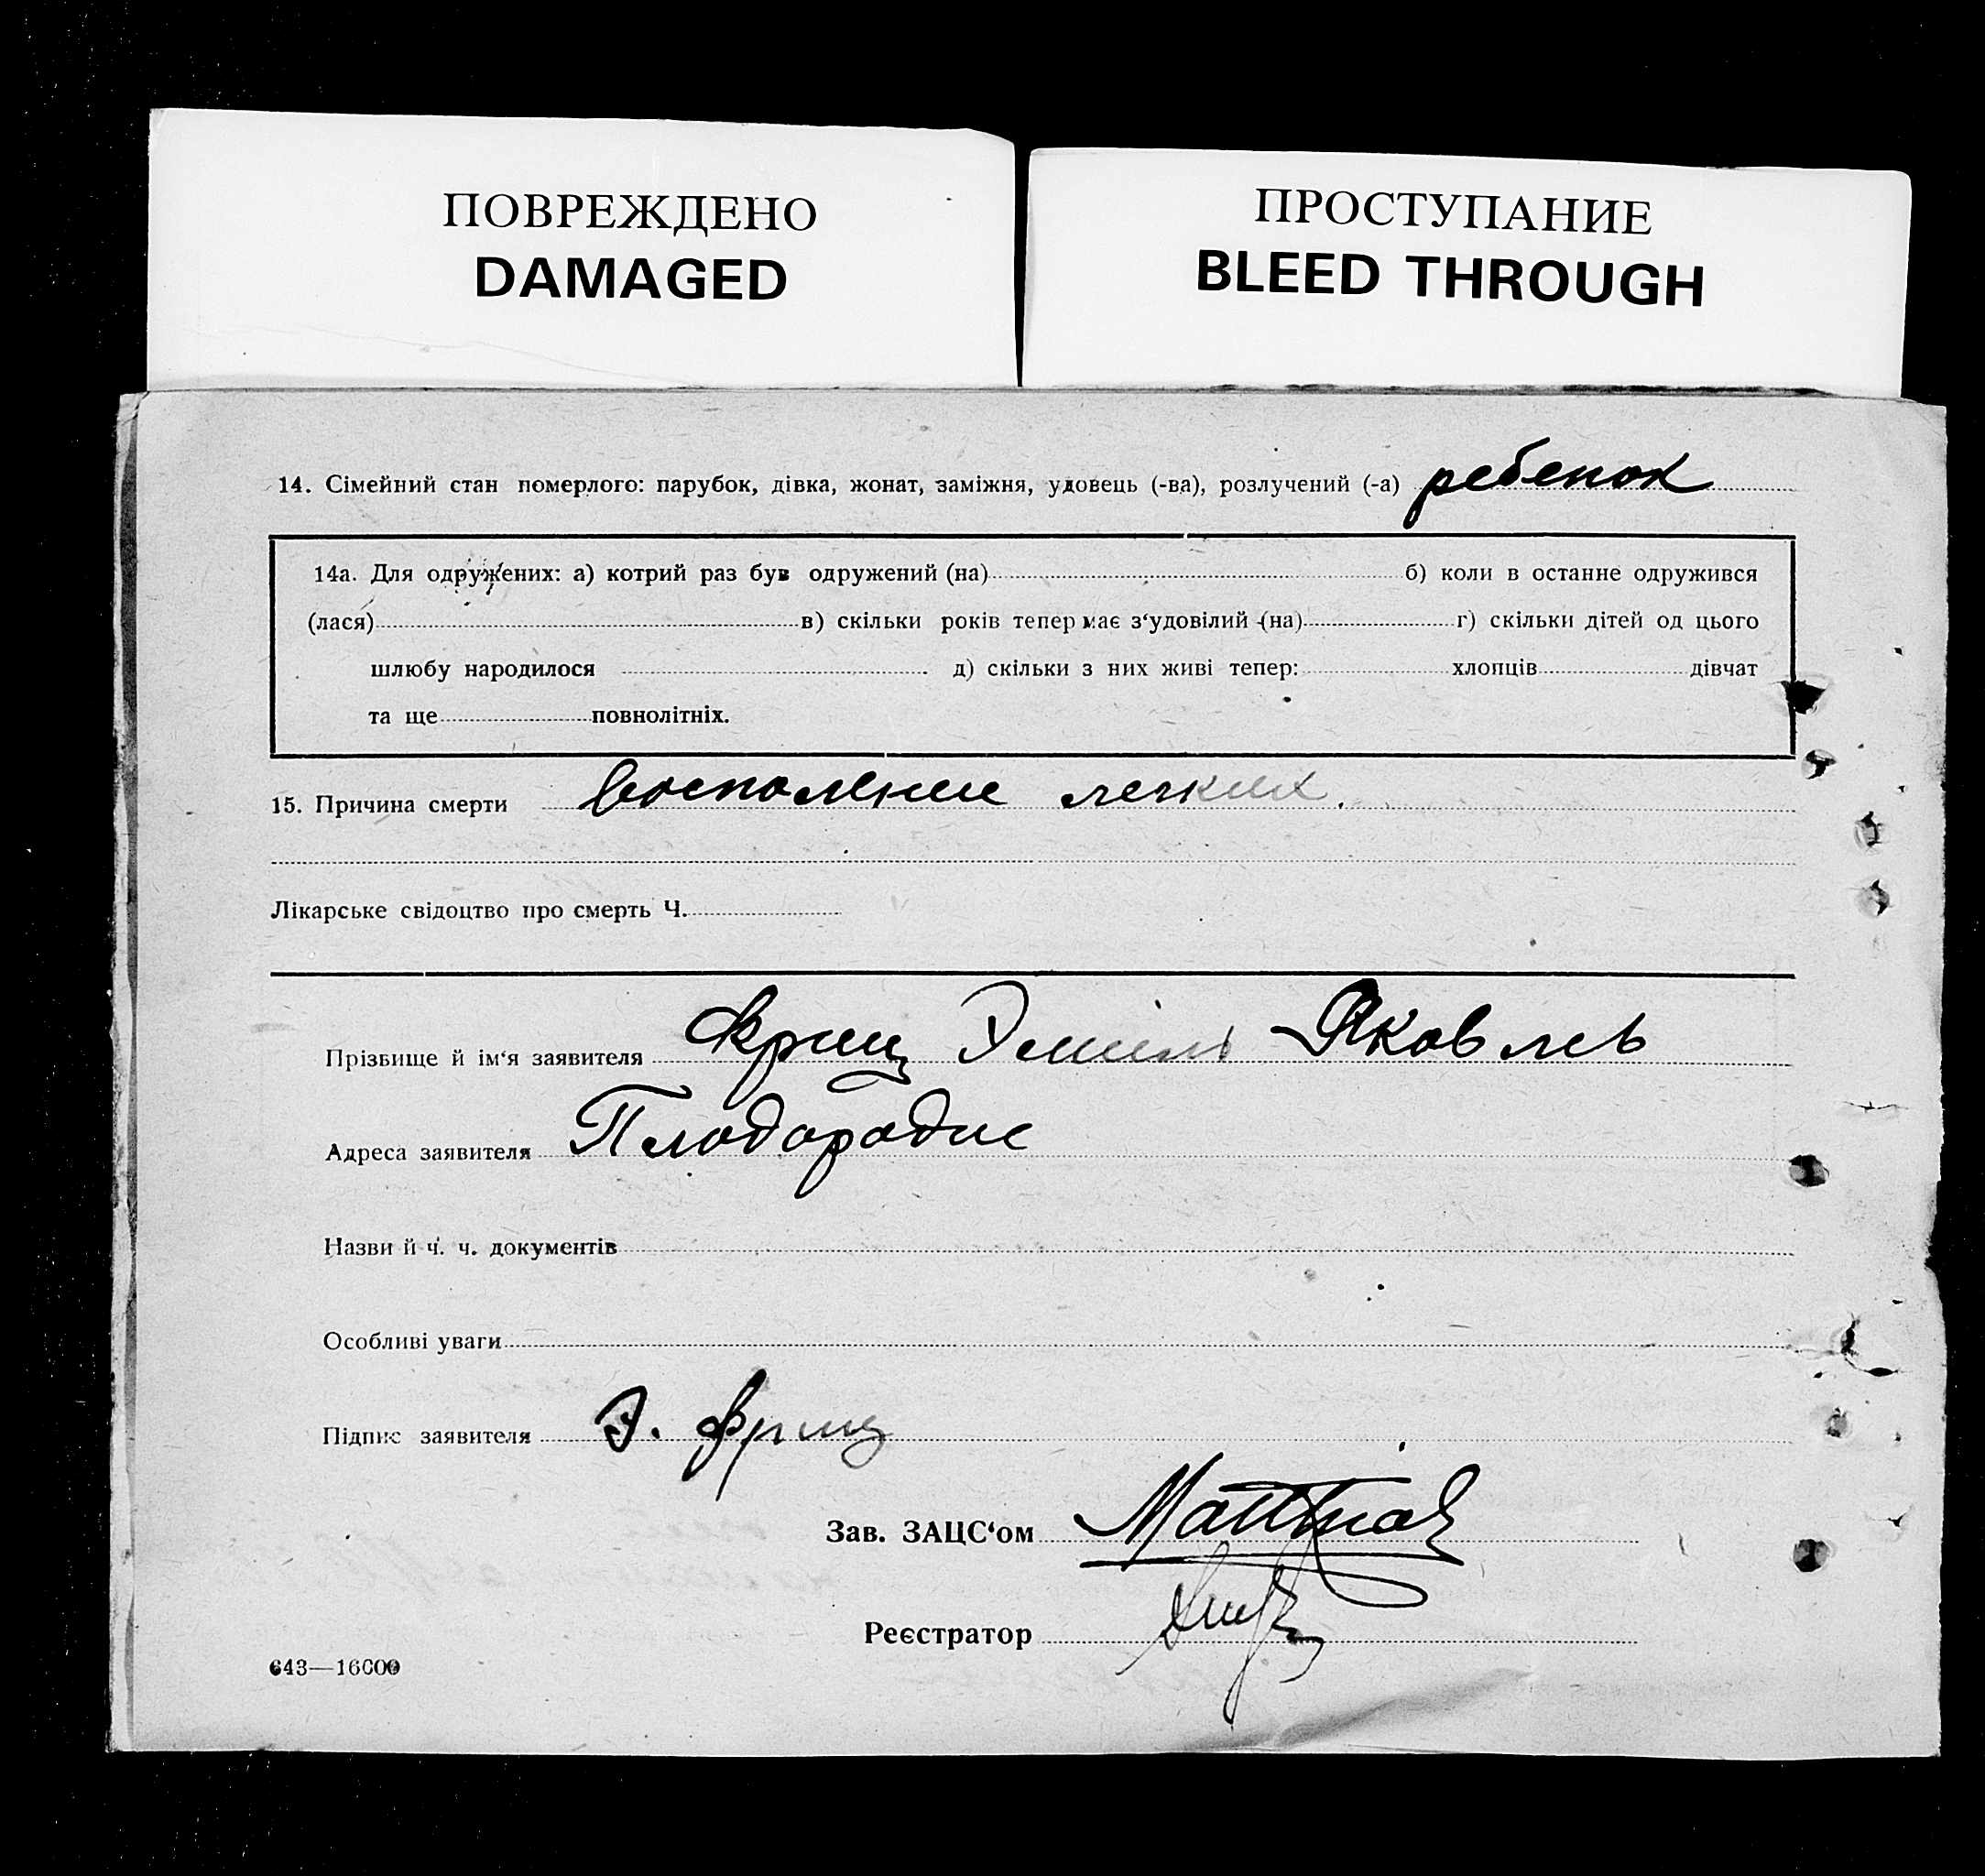 ПОВРЕЖДЕНО
DAMAGED
ПРОСТУПАНИЕ
BLEED THROUGH
14. Сімейний стан померлого: парубок, дівка, жонат, заміжня, удовець (-ва), розлучений (-а) ребенок
14а. Для одружених: а) котрий раз був одружений (на) б) коли в останне одружився
(лася) в) скільки років тепер має з‘удовілий (на) г) скільки дітей од цього
шлюбу народилося д) скільки з них живі тепер: хлопців дівчат
та ще повнолітніх.
15. Причина смерти воспаление легких.
Лікарське свідоцтво про смерть Ч.
Прізвище й ім‘я заявителя Фриц Эмиль Яковлев
Адреса заявителя Плодородие
Назви й ч. ч. документів
Особливі уваги
Підпис заявителя Э. Фриц
Зав. ЗАЦС‘ом
Реєстратор
643—16000